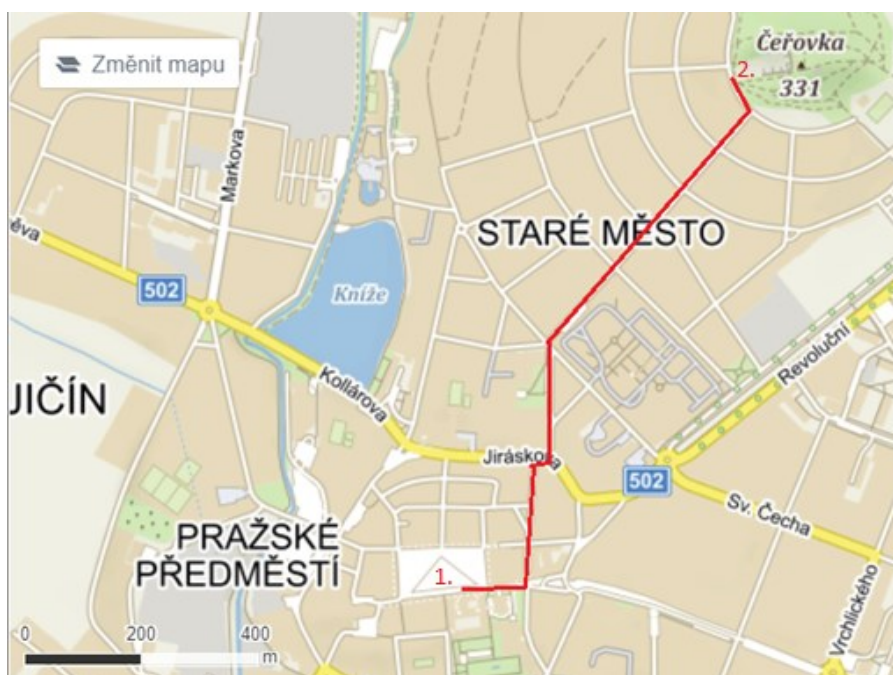 Změnit mapu
Čeřovka
331
2.
Markova
ěva
502
STARÉ MĚSTO
Kníže
Revoluční
JIČÍN
Kollárova
Jiráskova
502
Sv. Čecha
PRAŽSKÉ
PŘEDMĚSTÍ
1.
Vrchlického
0 200 400
m